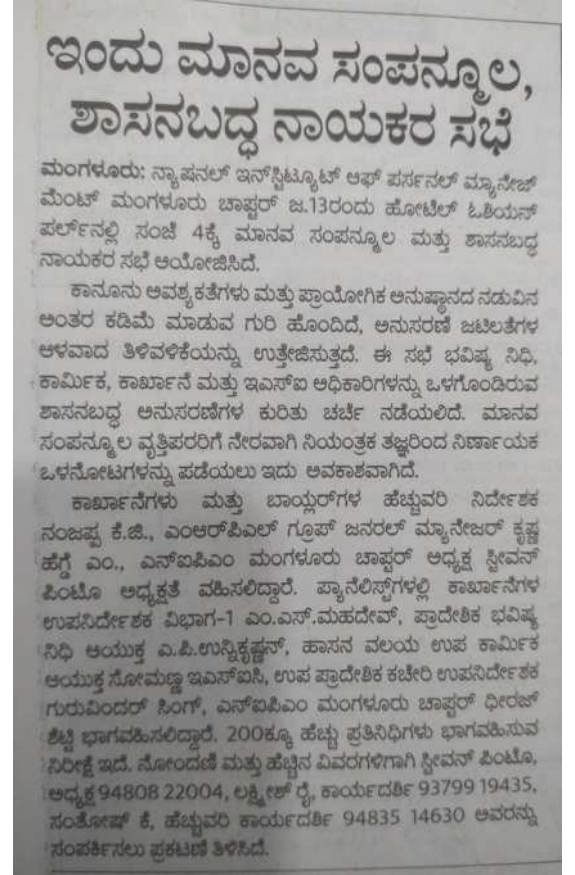 ಇಂದು ಮಾನವ ಸಂಪನ್ಮೂಲ,
ಶಾಸನಬದ್ಧ ನಾಯಕರ ಸಭೆ
ಮಂಗಳೂರು: ನ್ಯಾಷನಲ್ ಇನ್‌ಸ್ಟಿಟ್ಯೂಟ್ ಆಫ್ ಪರ್ಸನಲ್ ಮ್ಯಾನೇಜ್
ಮೆಂಟ್ ಮಂಗಳೂರು ಚಾಪ್ಟರ್ ಜ.13ರಂದು ಹೋಟೆಲ್ ಓಶಿಯನ್
ಪರ್ಲ್‌ನಲ್ಲಿ ಸಂಜೆ 4ಕ್ಕೆ ಮಾನವ ಸಂಪನ್ಮೂಲ ಮತ್ತು ಶಾಸನಬದ್ಧ
ನಾಯಕರ ಸಭೆ ಆಯೋಜಿಸಿದೆ.
ಕಾನೂನು ಅವಶ್ಯಕತೆಗಳು ಮತ್ತು ಪ್ರಾಯೋಗಿಕ ಅನುಷ್ಠಾನದ ನಡುವಿನ
ಅಂತರ ಕಡಿಮೆ ಮಾಡುವ ಗುರಿ ಹೊಂದಿದೆ, ಅನುಸರಣೆ ಜಟಿಲತೆಗಳ
ಆಳವಾದ ತಿಳಿವಳಿಕೆಯನ್ನು ಉತ್ತೇಜಿಸುತ್ತದೆ. ಈ ಸಭೆ ಭವಿಷ್ಯ ನಿಧಿ,
ಕಾರ್ಮಿಕ, ಕಾರ್ಖಾನೆ ಮತ್ತು ಇಎಸ್‌ಐ ಅಧಿಕಾರಿಗಳನ್ನು ಒಳಗೊಂಡಿರುವ
ಶಾಸನಬದ್ಧ ಅನುಸರಣೆಗಳ ಕುರಿತು ಚರ್ಚೆ ನಡೆಯಲಿದೆ. ಮಾನವ
ಸಂಪನ್ಮೂಲ ವೃತ್ತಿಪರರಿಗೆ ನೇರವಾಗಿ ನಿಯಂತ್ರಕ ತಜ್ಞರಿಂದ ನಿರ್ಣಾಯಕ
ಒಳನೋಟಗಳನ್ನು ಪಡೆಯಲು ಇದು ಅವಕಾಶವಾಗಿದೆ.
ಕಾರ್ಖಾನೆಗಳು ಮತ್ತು ಬಾಯ್ಲರ್‌ಗಳ ಹೆಚ್ಚುವರಿ ನಿರ್ದೇಶಕ
ನಂಜಪ್ಪ ಕೆ.ಜಿ., ಎಂಆರ್‌ಪಿಎಲ್ ಗ್ರೂಪ್ ಜನರಲ್ ಮ್ಯಾನೇಜರ್ ಕೃಷ್ಣ
ಹೆಗ್ಡೆ ಎಂ., ಎನ್‌ಐಪಿಎಂ ಮಂಗಳೂರು ಚಾಪ್ಟರ್ ಅಧ್ಯಕ್ಷ ಸ್ಟೀವನ್
ಪಿಂಟೊ ಅಧ್ಯಕ್ಷತೆ ವಹಿಸಲಿದ್ದಾರೆ. ಪ್ಯಾನೆಲಿಸ್ಟ್‌ಗಳಲ್ಲಿ ಕಾರ್ಖಾನೆಗಳ
ಉಪನಿರ್ದೇಶಕ ವಿಭಾಗ-1 ಎಂ.ಎಸ್.ಮಹದೇವ್, ಪ್ರಾದೇಶಿಕ ಭವಿಷ್ಯ
ನಿಧಿ ಆಯುಕ್ತ ಎ.ಪಿ.ಉನ್ನಿಕೃಷ್ಣನ್, ಹಾಸನ ವಲಯ ಉಪ ಕಾರ್ಮಿಕ
ಆಯುಕ್ತ ಸೋಮಣ್ಣ ಇಎಸ್‌ಐಸಿ, ಉಪ ಪ್ರಾದೇಶಿಕ ಕಚೇರಿ ಉಪನಿರ್ದೇಶಕ
ಗುರುವಿಂದರ್ ಸಿಂಗ್, ಎನ್‌ಐಪಿಎಂ ಮಂಗಳೂರು ಚಾಪ್ಟರ್ ಧೀರಜ್
ಶೆಟ್ಟಿ ಭಾಗವಹಿಸಲಿದ್ದಾರೆ. 200ಕ್ಕೂ ಹೆಚ್ಚು ಪ್ರತಿನಿಧಿಗಳು ಭಾಗವಹಿಸುವ
ನಿರೀಕ್ಷೆ ಇದೆ. ನೋಂದಣಿ ಮತ್ತು ಹೆಚ್ಚಿನ ವಿವರಗಳಿಗಾಗಿ ಸ್ಟೀವನ್ ಪಿಂಟೊ,
ಅಧ್ಯಕ್ಷ 94808 22004, ಲಕ್ಷ್ಮೀಶ್ ರೈ, ಕಾರ್ಯದರ್ಶಿ 93799 19435,
ಸಂತೋಷ್ ಕೆ, ಹೆಚ್ಚುವರಿ ಕಾರ್ಯದರ್ಶಿ 94835 14630 ಅವರನ್ನು
ಸಂಪರ್ಕಿಸಲು ಪ್ರಕಟಣೆ ತಿಳಿಸಿದೆ.